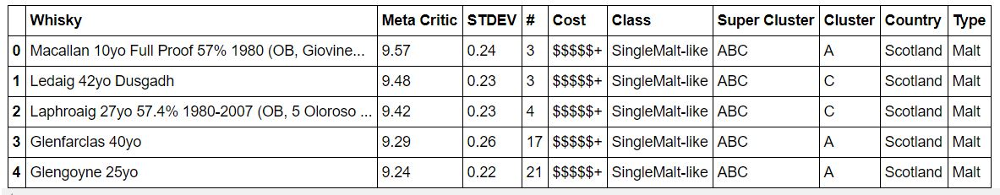 Whisky Meta Critic STDEV # Cost Class Super Cluster Cluster Country Type
0 Macallan 10yo Full Proof 57% 1980 (OB, Giovine... 9.57 0.24 3 $$$$$+ SingleMalt-like ABC A Scotland Malt
1 Ledaig 42yo Dusgadh 9.48 0.23 3 $$$$$+ SingleMalt-like ABC C Scotland Malt
2 Laphroaig 27yo 57.4% 1980-2007 (OB, 5 Oloroso ... 9.42 0.23 4 $$$$$+ SingleMalt-like ABC C Scotland Malt
3 Glenfarclas 40yo 9.29 0.26 17 $$$$$+ SingleMalt-like ABC A Scotland Malt
4 Glengoyne 25yo 9.24 0.22 21 $$$$$+ SingleMalt-like ABC A Scotland Malt